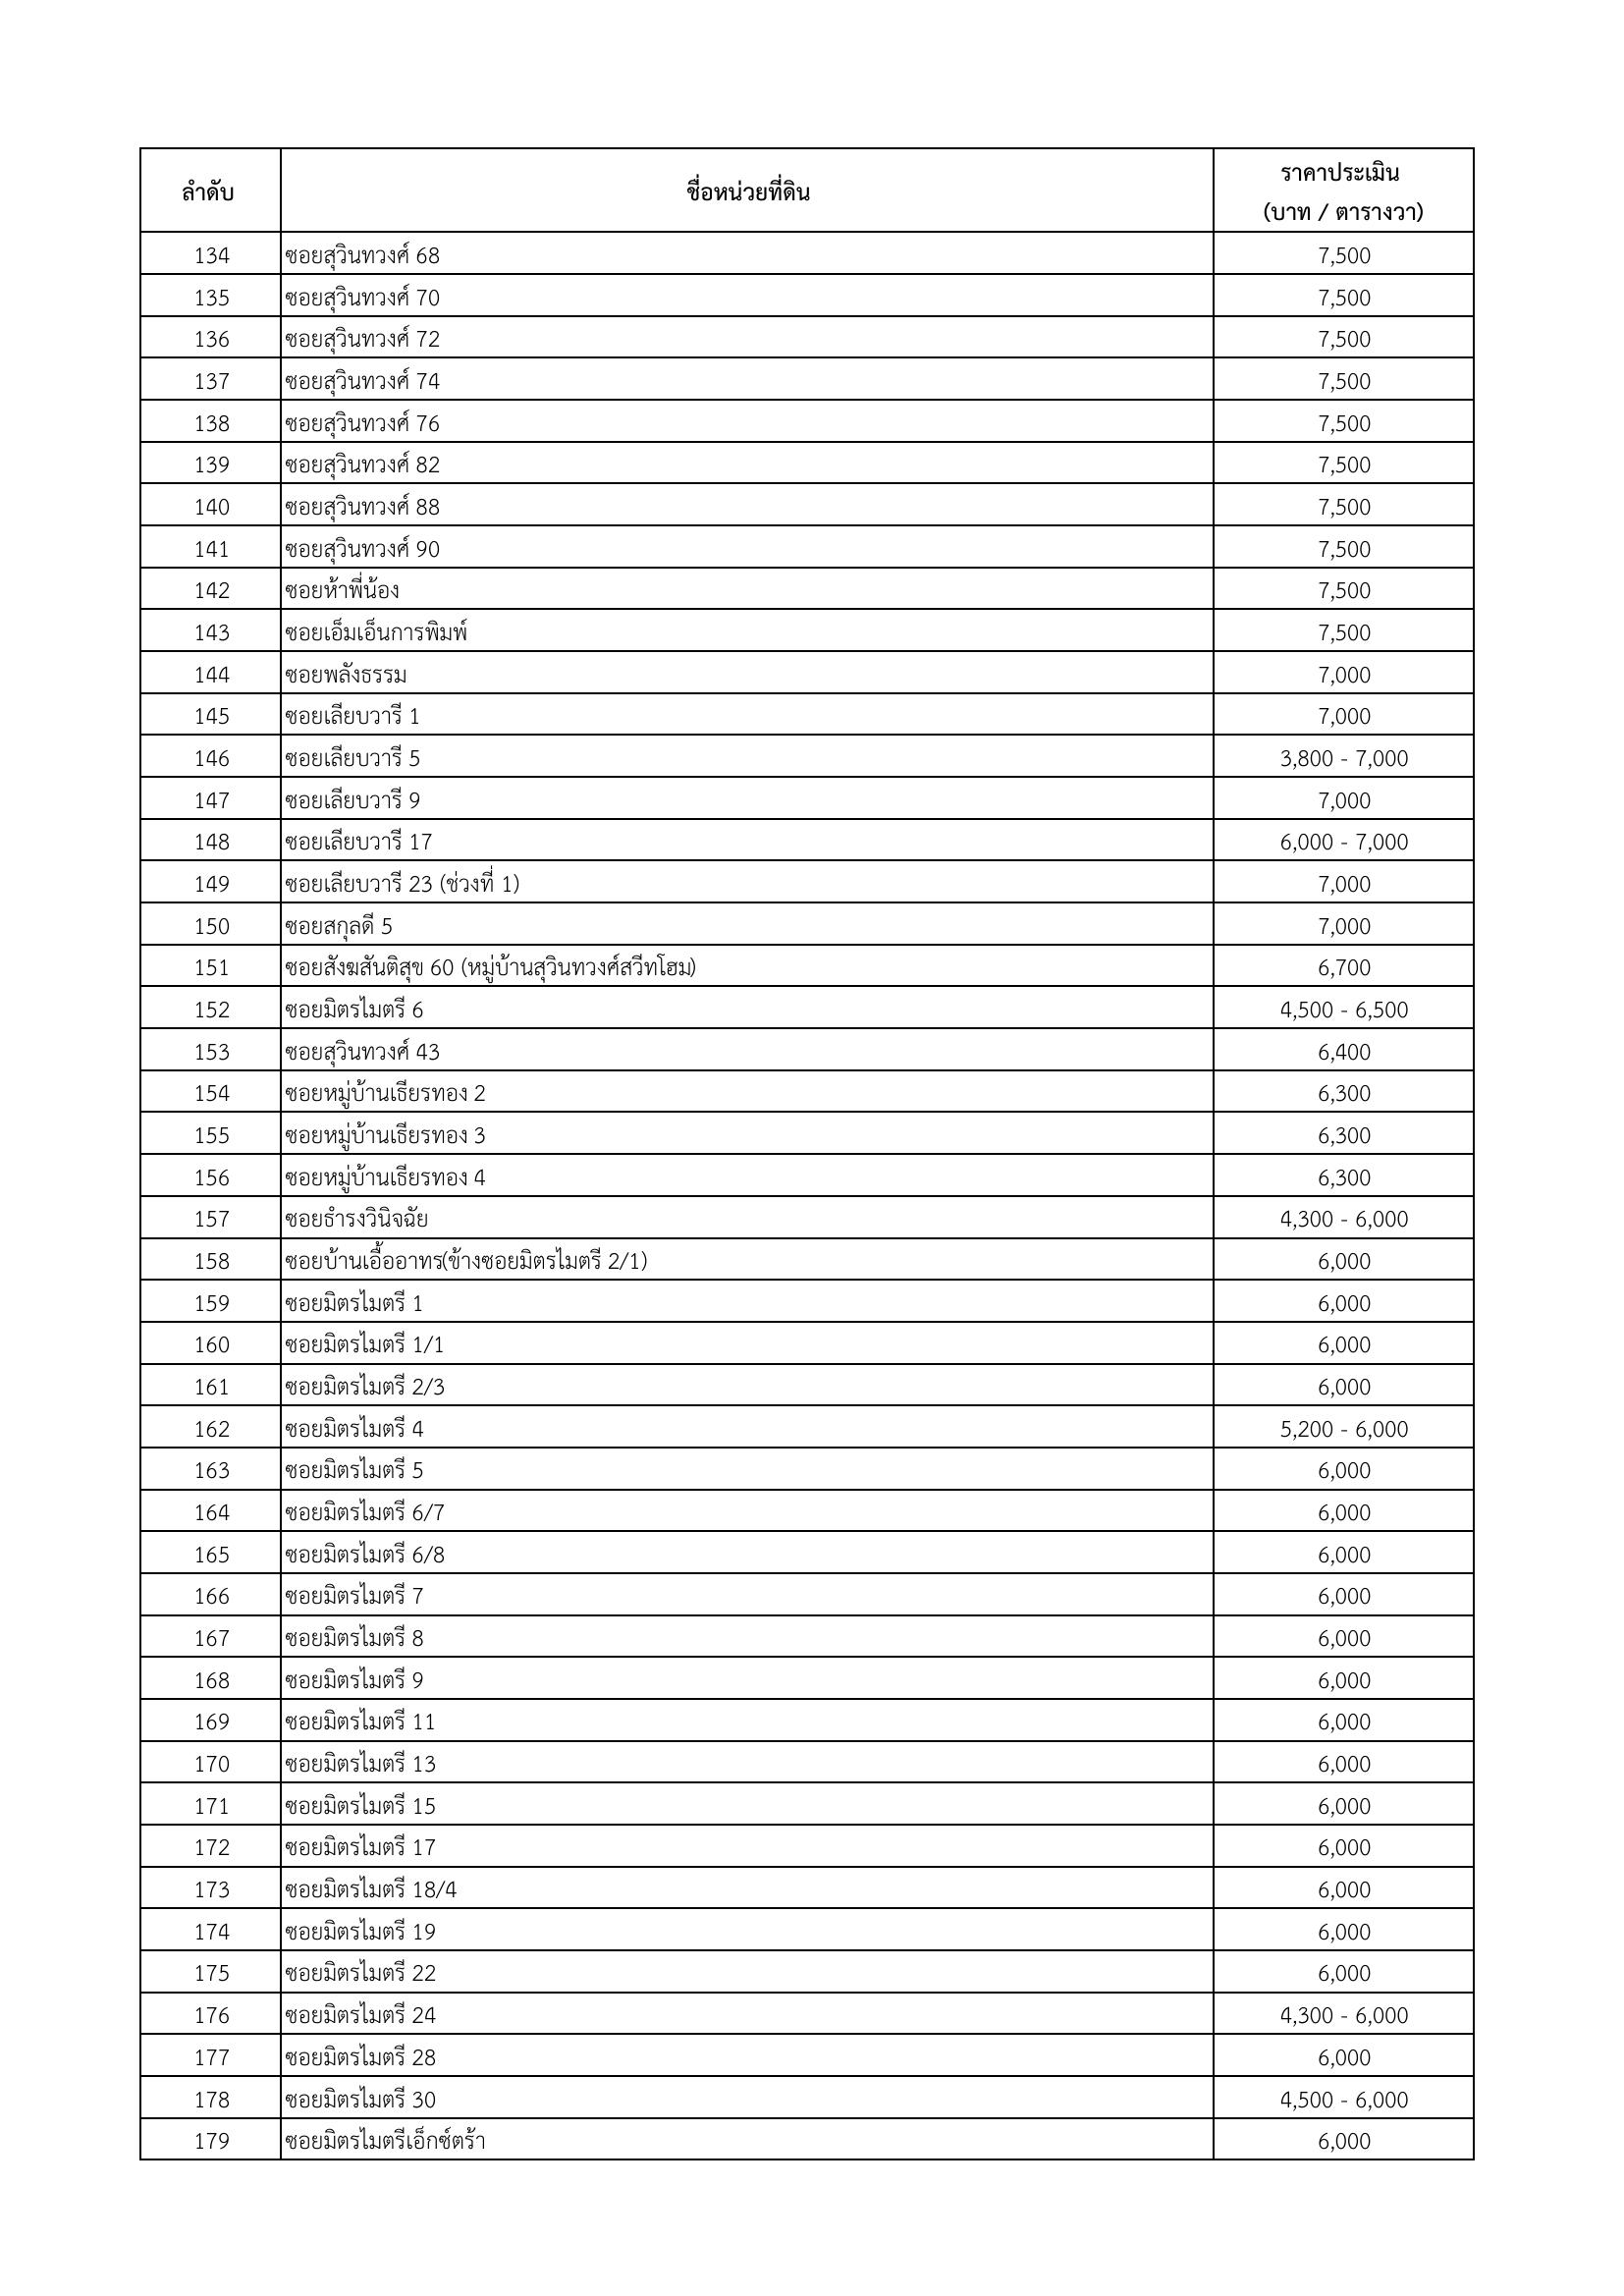 ลำดับ ชื่อหน่วยที่ดิน ราคาประเมิน
(บาท / ตารางวา)
134 ซอยสุวินทวงศ์ 68 7,500
135 ซอยสุวินทวงศ์ 70 7,500
136 ซอยสุวินทวงศ์ 72 7,500
137 ซอยสุวินทวงศ์ 74 7,500
138 ซอยสุวินทวงศ์ 76 7,500
139 ซอยสุวินทวงศ์ 82 7,500
140 ซอยสุวินทวงศ์ 88 7,500
141 ซอยสุวินทวงศ์ 90 7,500
142 ซอยห้าพี่น้อง 7,500
143 ซอยเอ็มเอ็นการพิมพ์ 7,500
144 ซอยพลังธรรม 7,000
145 ซอยเลียบวารี 1 7,000
146 ซอยเลียบวารี 5 3,800 - 7,000
147 ซอยเลียบวารี 9 7,000
148 ซอยเลียบวารี 17 6,000 - 7,000
149 ซอยเลียบวารี 23 (ช่วงที่ 1) 7,000
150 ซอยสกุลดี 5 7,000
151 ซอยสังฆสันติสุข 60 (หมู่บ้านสุวินทวงศ์สวีทโฮม) 6,700
152 ซอยมิตรไมตรี 6 4,500 - 6,500
153 ซอยสุวินทวงศ์ 43 6,400
154 ซอยหมู่บ้านเธียรทอง 2 6,300
155 ซอยหมู่บ้านเธียรทอง 3 6,300
156 ซอยหมู่บ้านเธียรทอง 4 6,300
157 ซอยธำรงวินิจฉัย 4,300 - 6,000
158 ซอยบ้านเอื้ออาทร(ข้างซอยมิตรไมตรี 2/1) 6,000
159 ซอยมิตรไมตรี 1 6,000
160 ซอยมิตรไมตรี 1/1 6,000
161 ซอยมิตรไมตรี 2/3 6,000
162 ซอยมิตรไมตรี 4 5,200 - 6,000
163 ซอยมิตรไมตรี 5 6,000
164 ซอยมิตรไมตรี 6/7 6,000
165 ซอยมิตรไมตรี 6/8 6,000
166 ซอยมิตรไมตรี 7 6,000
167 ซอยมิตรไมตรี 8 6,000
168 ซอยมิตรไมตรี 9 6,000
169 ซอยมิตรไมตรี 11 6,000
170 ซอยมิตรไมตรี 13 6,000
171 ซอยมิตรไมตรี 15 6,000
172 ซอยมิตรไมตรี 17 6,000
173 ซอยมิตรไมตรี 18/4 6,000
174 ซอยมิตรไมตรี 19 6,000
175 ซอยมิตรไมตรี 22 6,000
176 ซอยมิตรไมตรี 24 4,300 - 6,000
177 ซอยมิตรไมตรี 28 6,000
178 ซอยมิตรไมตรี 30 4,500 - 6,000
179 ซอยมิตรไมตรีเอ็กซ์ตร้า 6,000